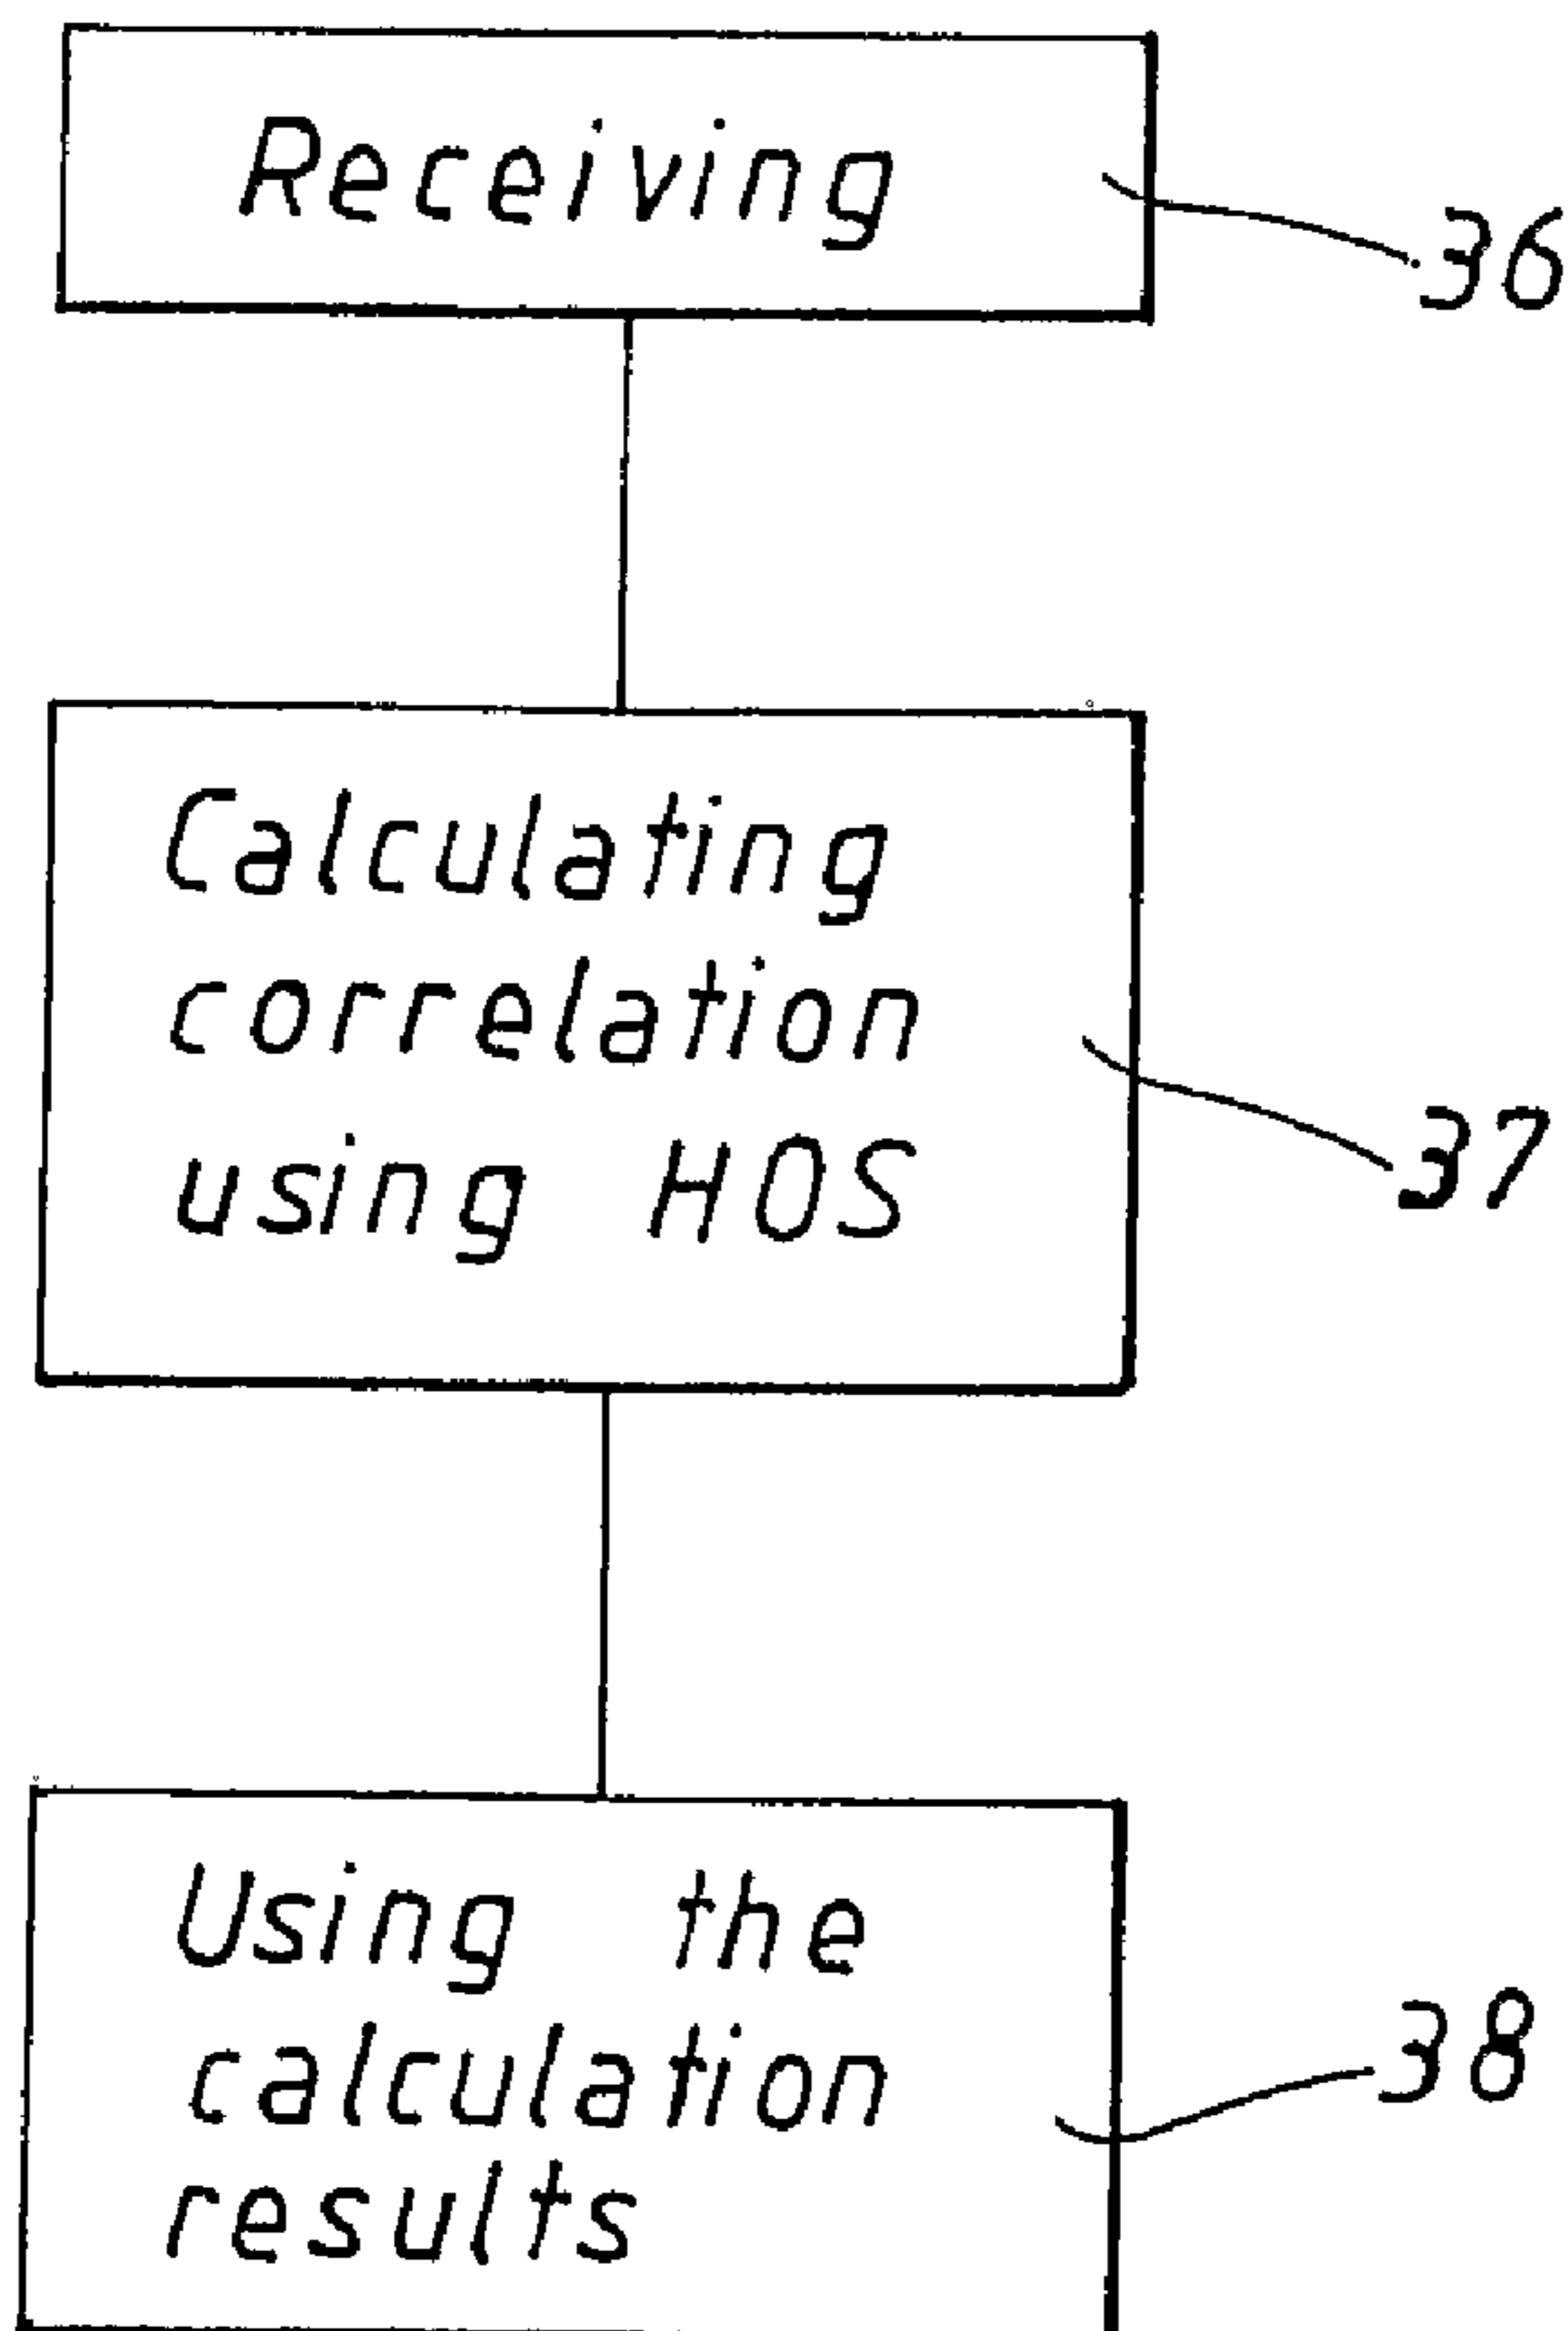 Receiving
36
Calculating
correlation
using HOS
37
Using the
calculation
results
38